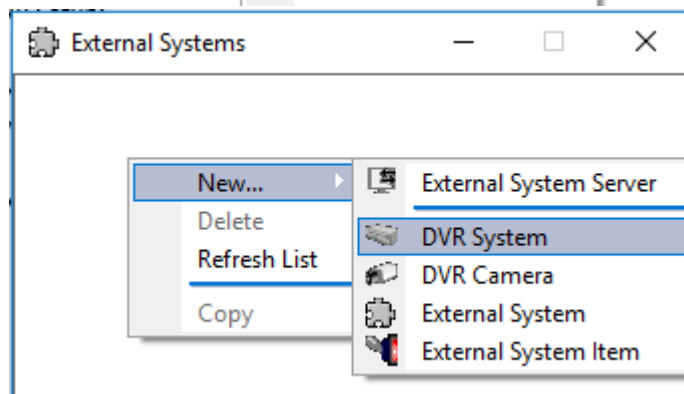 External Systems
New...
Delete
Refresh List
Copy
External System Server
DVR System
DVR Camera
External System
External System Item